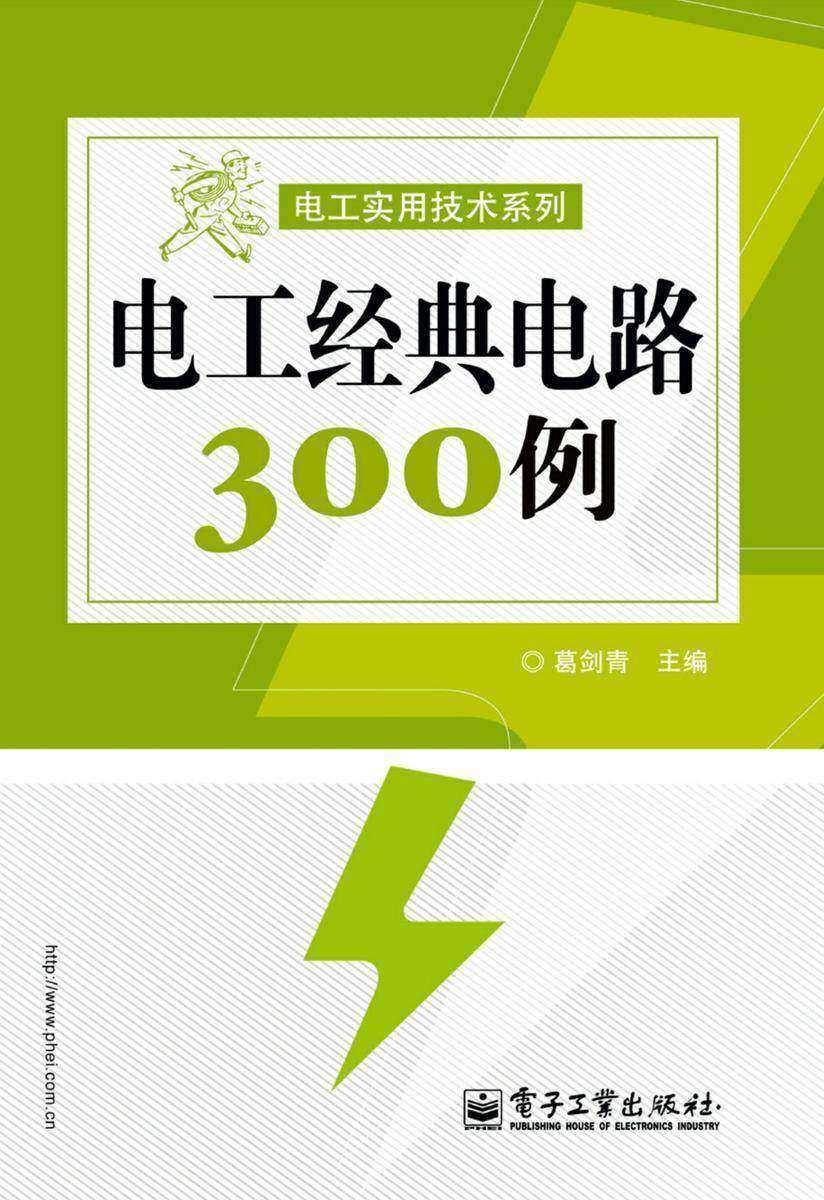 电工实用技术系列
电工经典电路
300例
◎ 葛剑青 主编
http://www.phei.com.cn
PHEI
電子工業出版社.
PUBLISHING HOUSE OF ELECTRONICS INDUSTRY